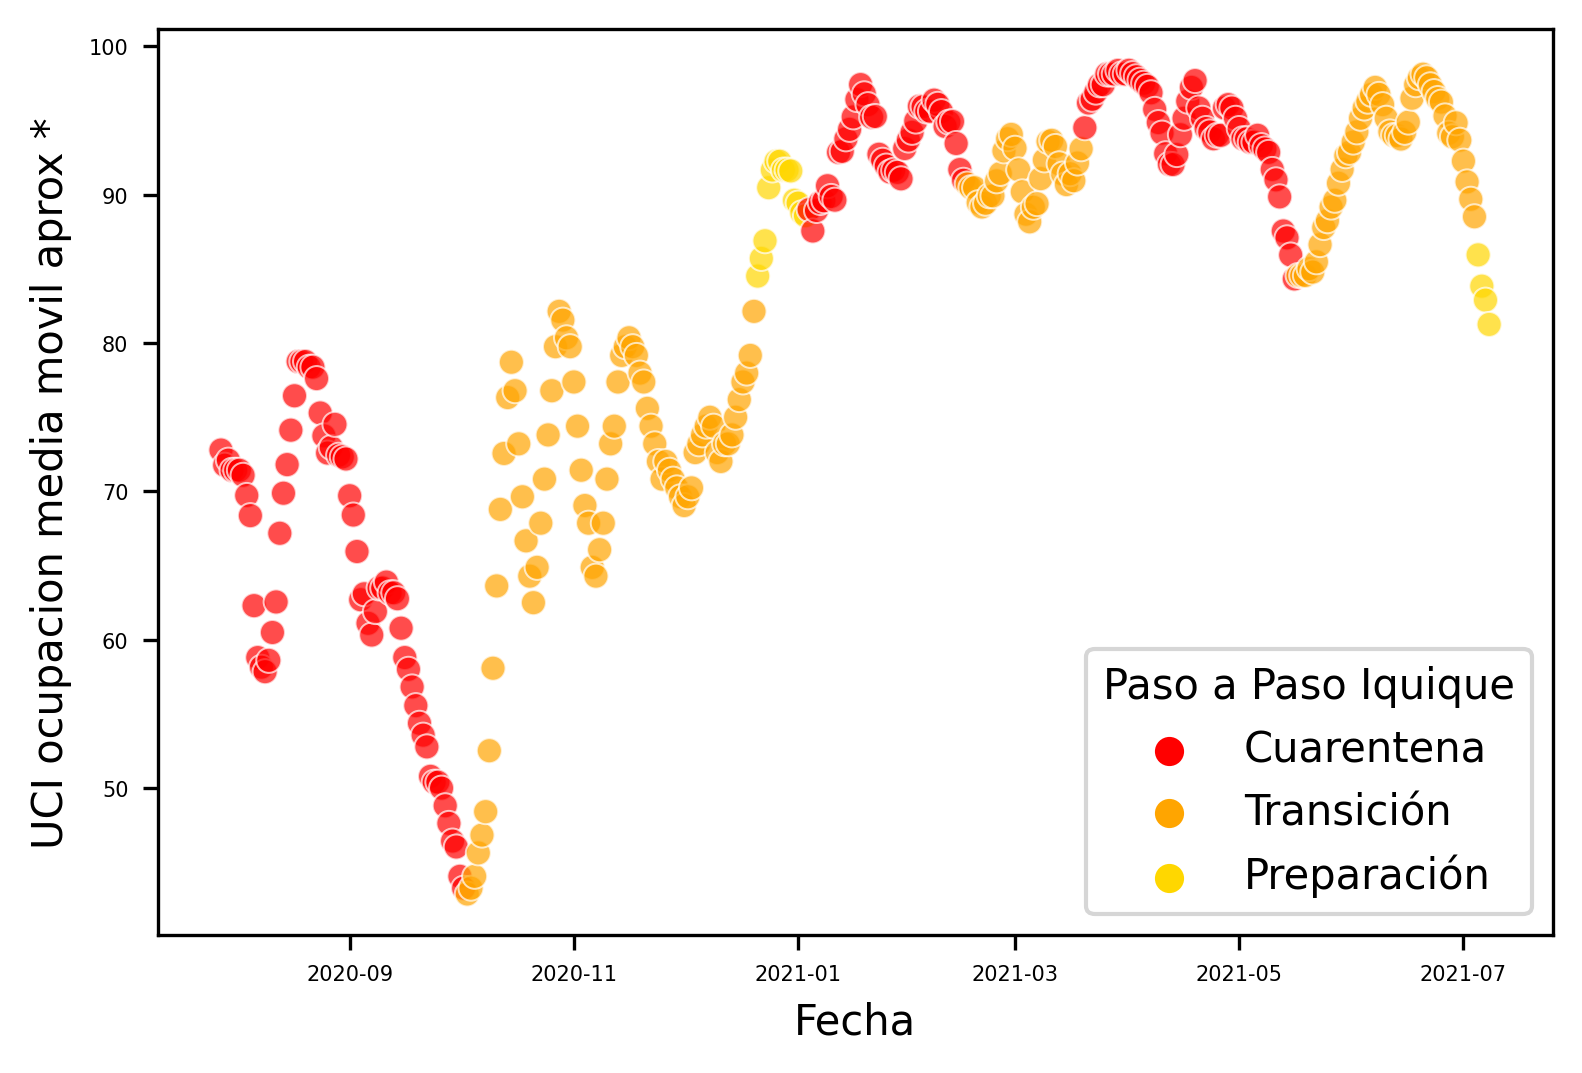 UCI ocupacion media movil aprox *
100
90
80
70
60
50
Paso a Paso Iquique
Cuarentena
Transición
Preparación
2020-09
2020-11
2021-01
2021-03
2021-05
2021-07
Fecha